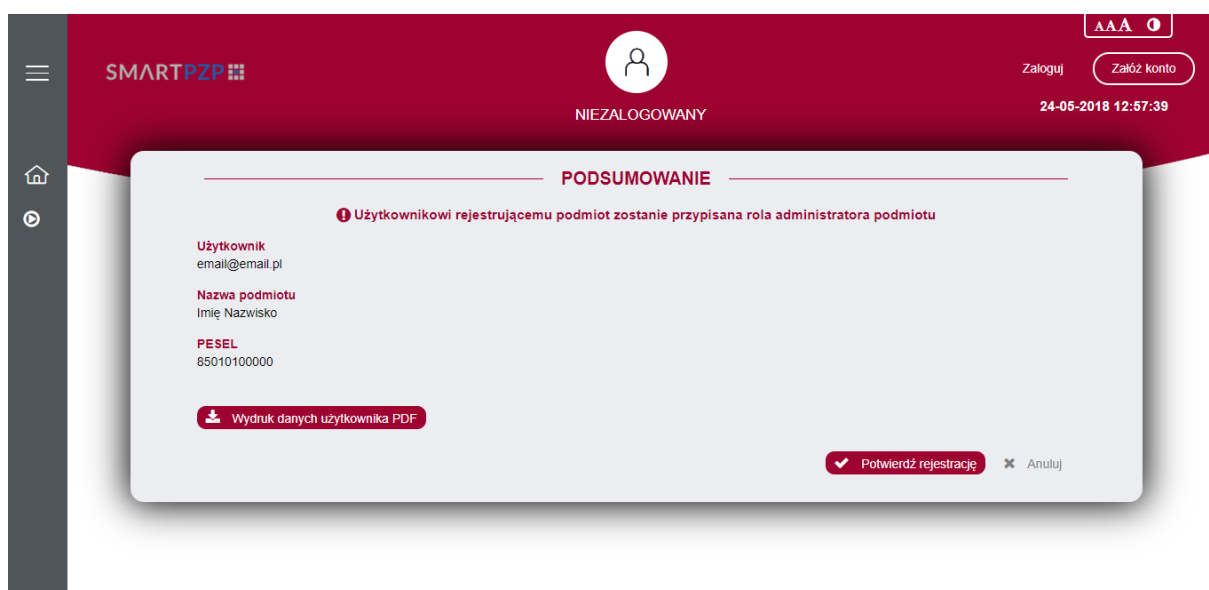 AAA
SMARTPZP
Zaloguj
Załóż konto
NIEZALOGOWANY
24-05-2018 12:57:39
PODSUMOWANIE
Użytkownikowi rejestrującemu podmiot zostanie przypisana rola administratora podmiotu
Użytkownik
email@email.pl
Nazwa podmiotu
Imię Nazwisko
PESEL
85010100000
Wydruk danych użytkownika PDF
Potwierdź rejestrację
Anuluj